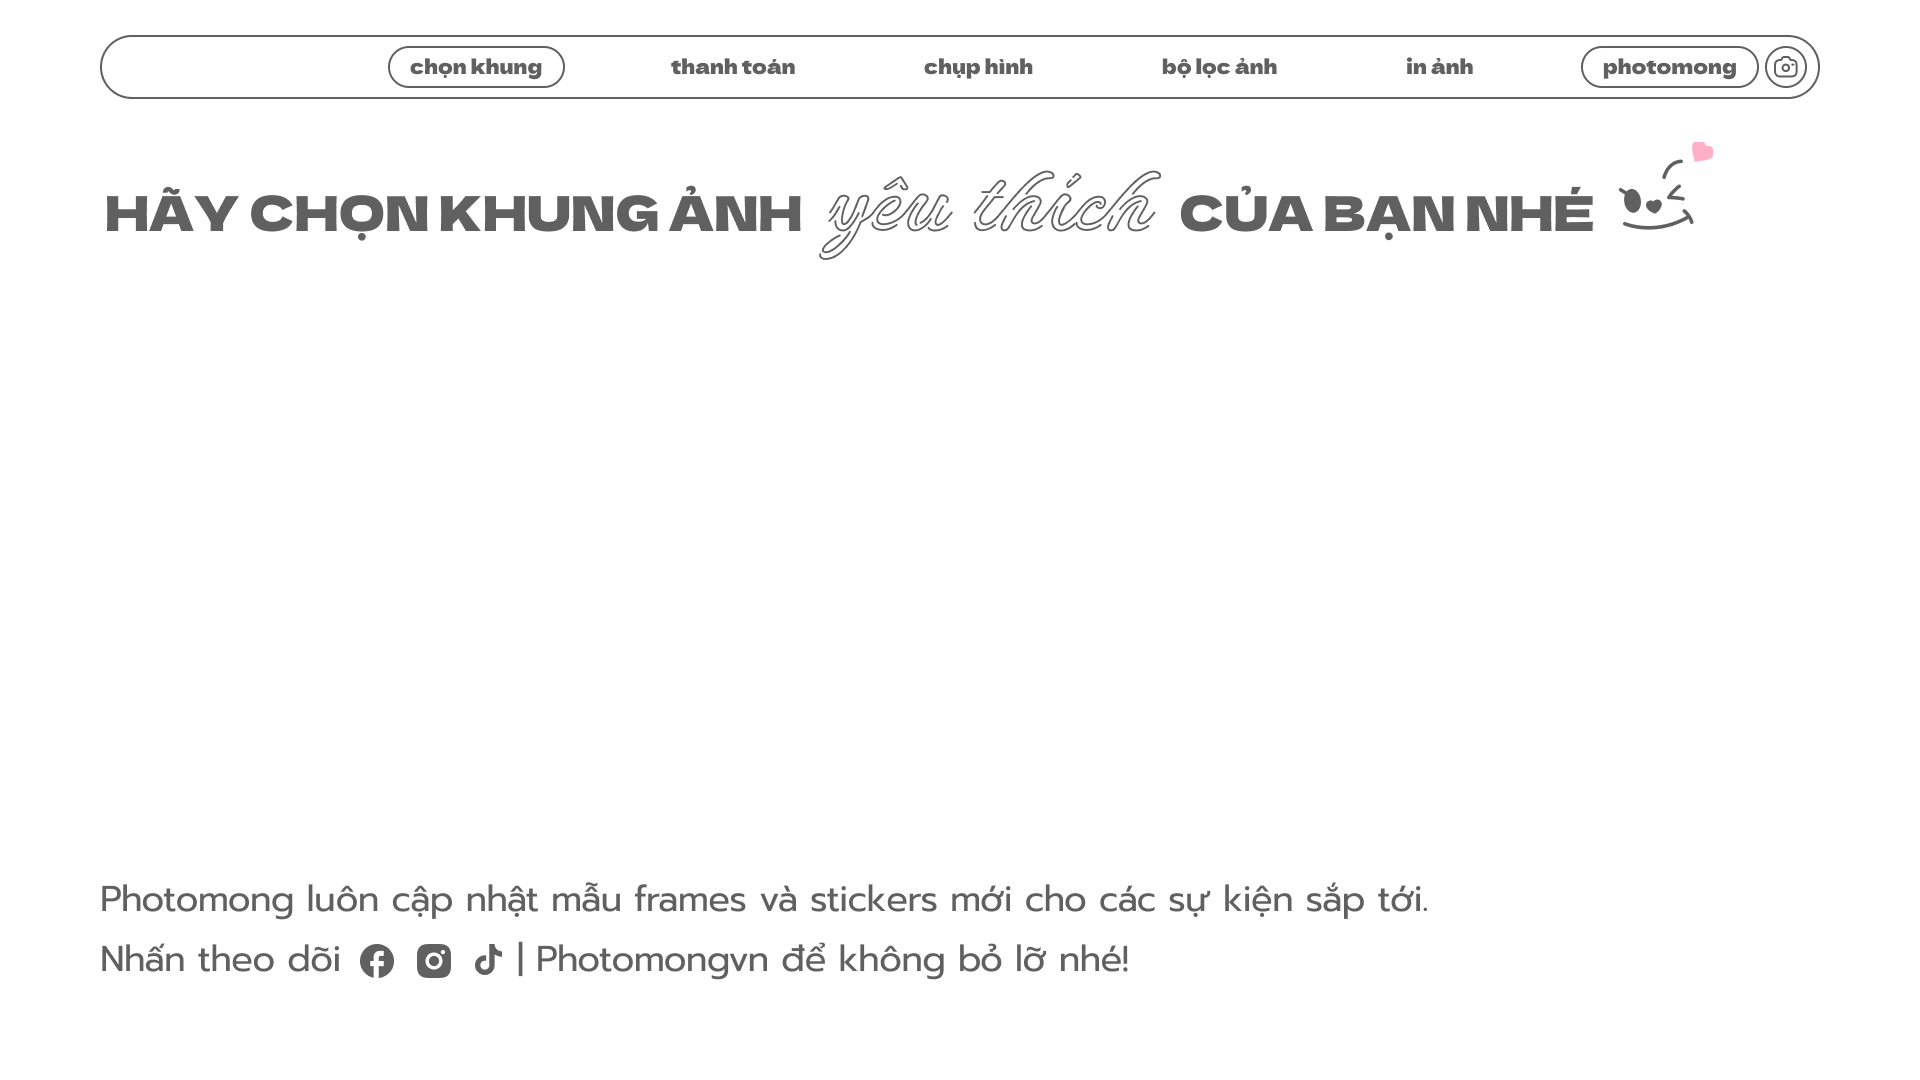 chọn khung thanh toán chụp hình bộ lọc ảnh in ảnh photomong
HÃY CHỌN KHUNG ẢNH yêu thích CỦA BẠN NHÉ
Photomong luôn cập nhật mẫu frames và stickers mới cho các sự kiện sắp tới.
Nhấn theo dõi | Photomongvn để không bỏ lỡ nhé!